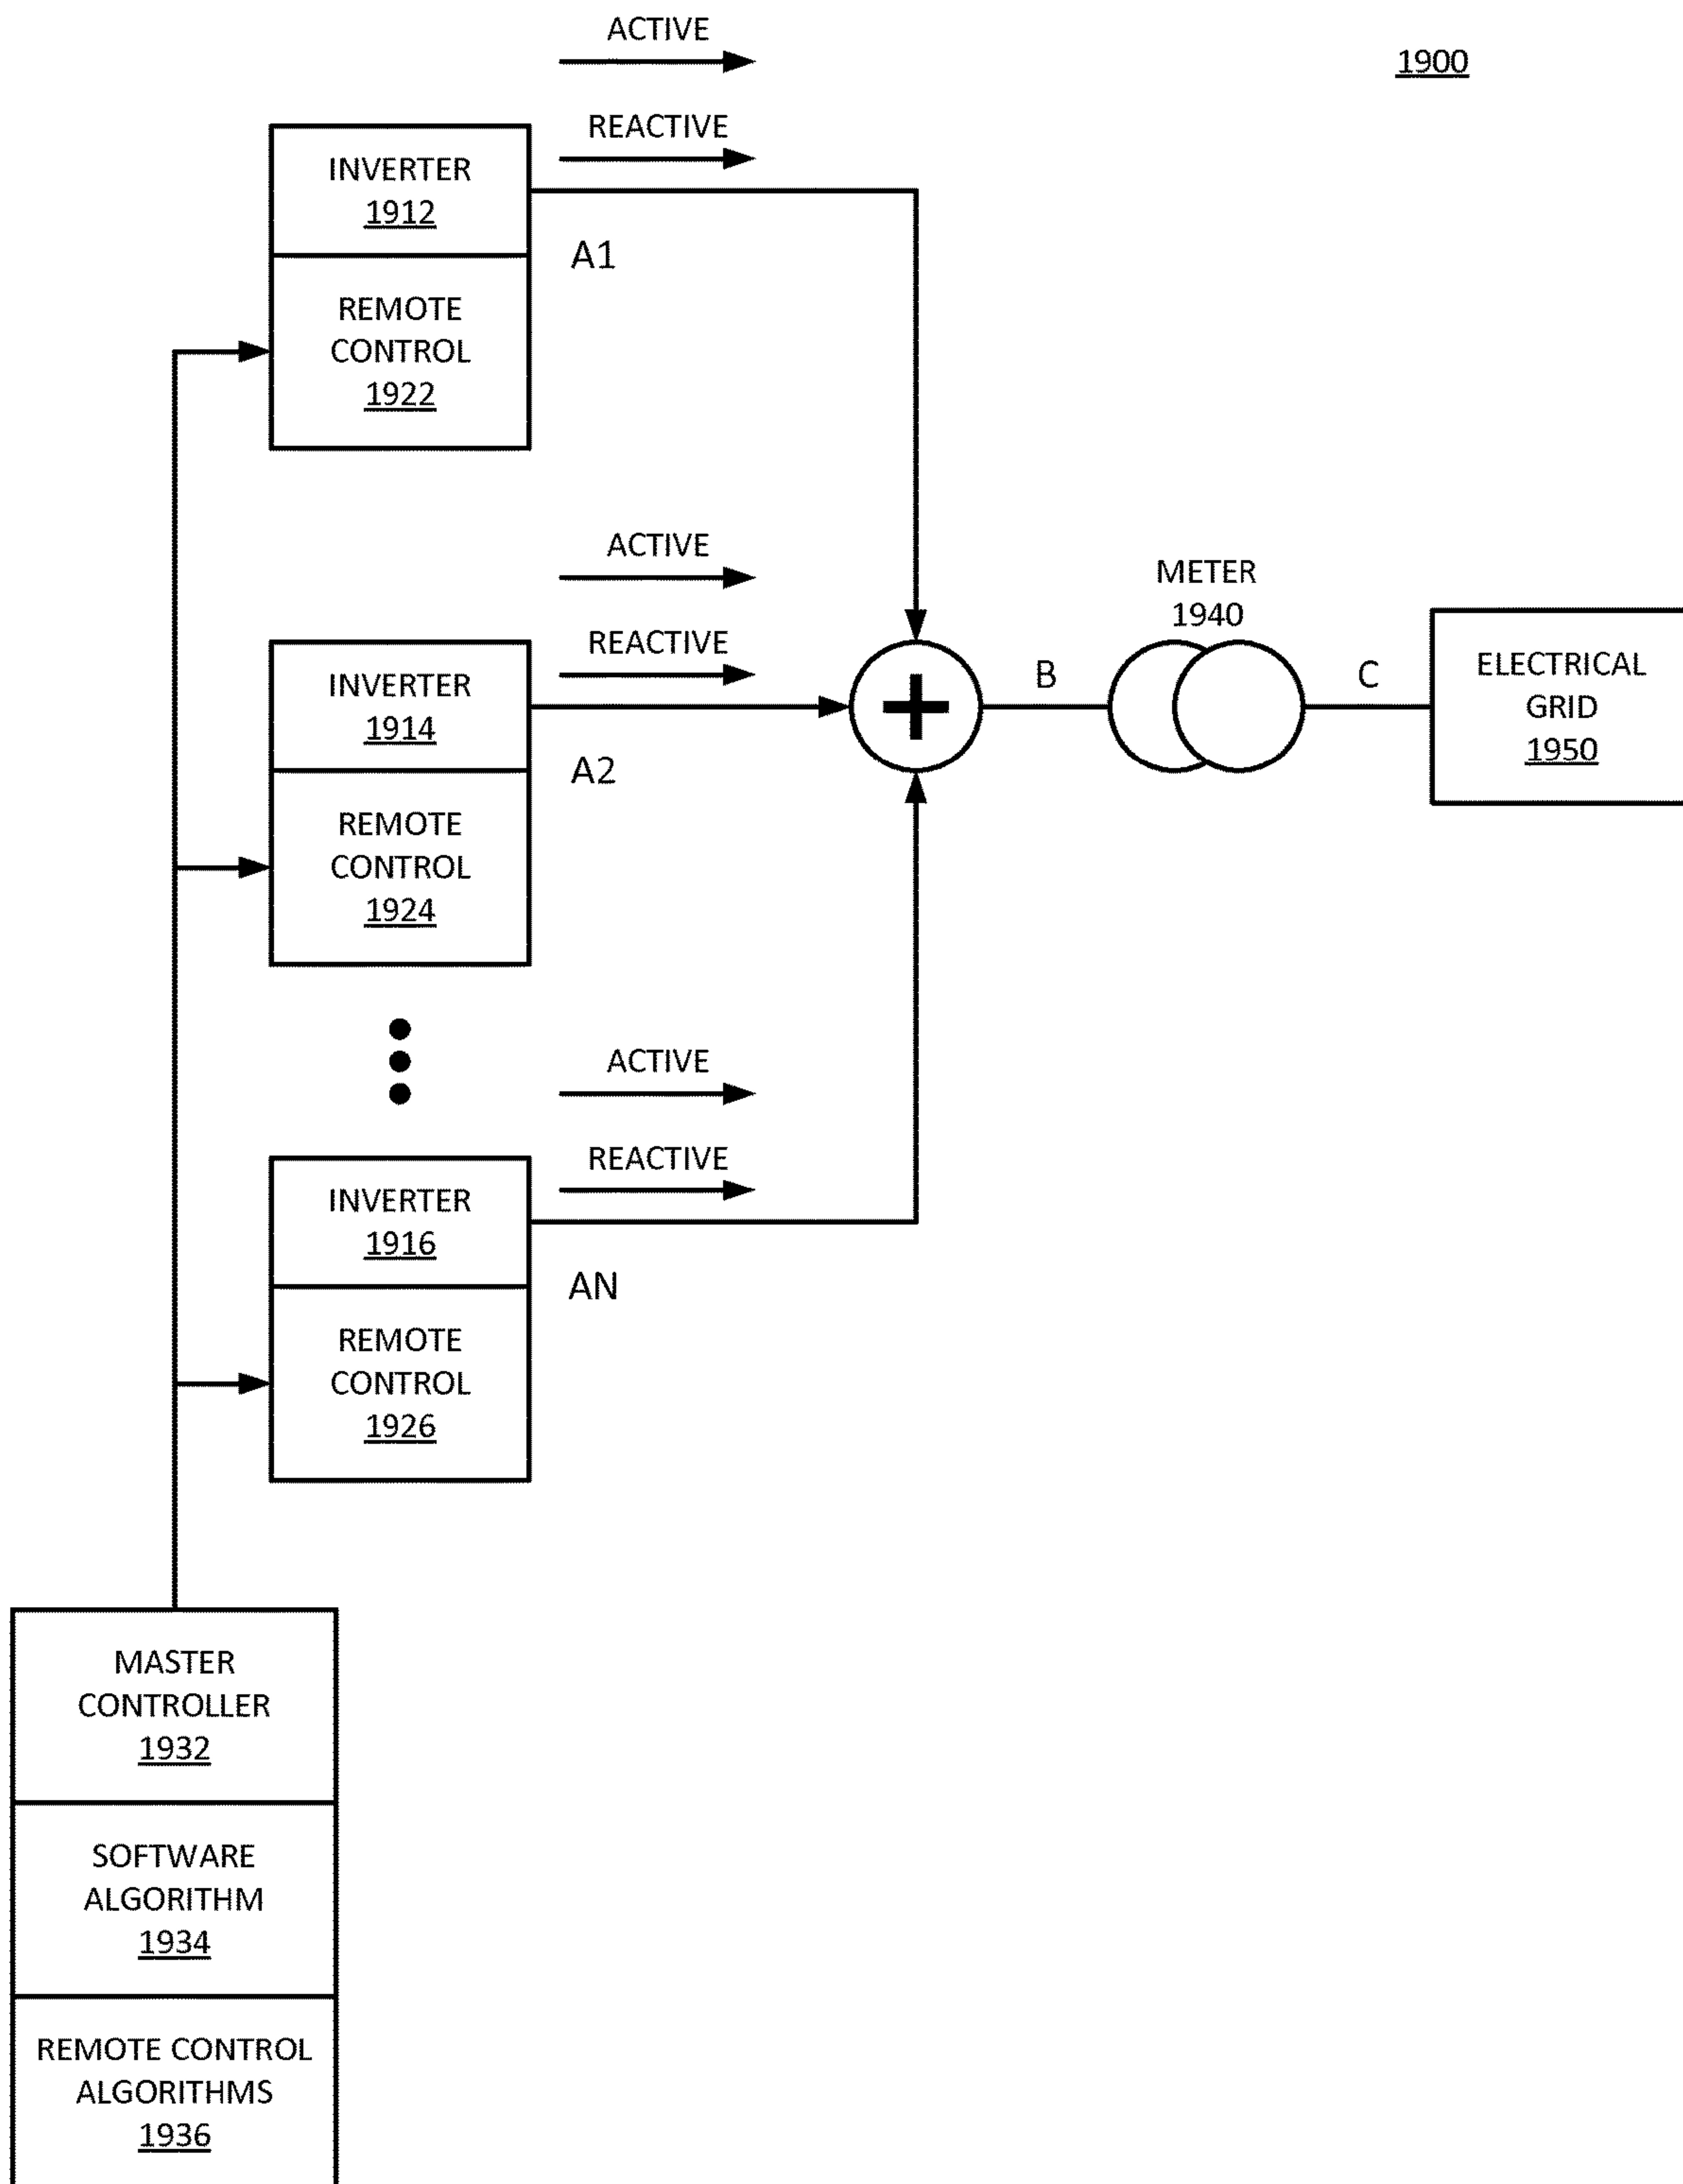 ACTIVE
1900
REACTIVE
INVERTER
1912
A1
REMOTE
CONTROL
1922
ACTIVE
REACTIVE
METER
1940
INVERTER
1914
A2
B
C
ELECTRICAL
GRID
1950
REMOTE
CONTROL
1924
ACTIVE
REACTIVE
INVERTER
1916
AN
REMOTE
CONTROL
1926
MASTER
CONTROLLER
1932
SOFTWARE
ALGORITHM
1934
REMOTE CONTROL
ALGORITHMS
1936